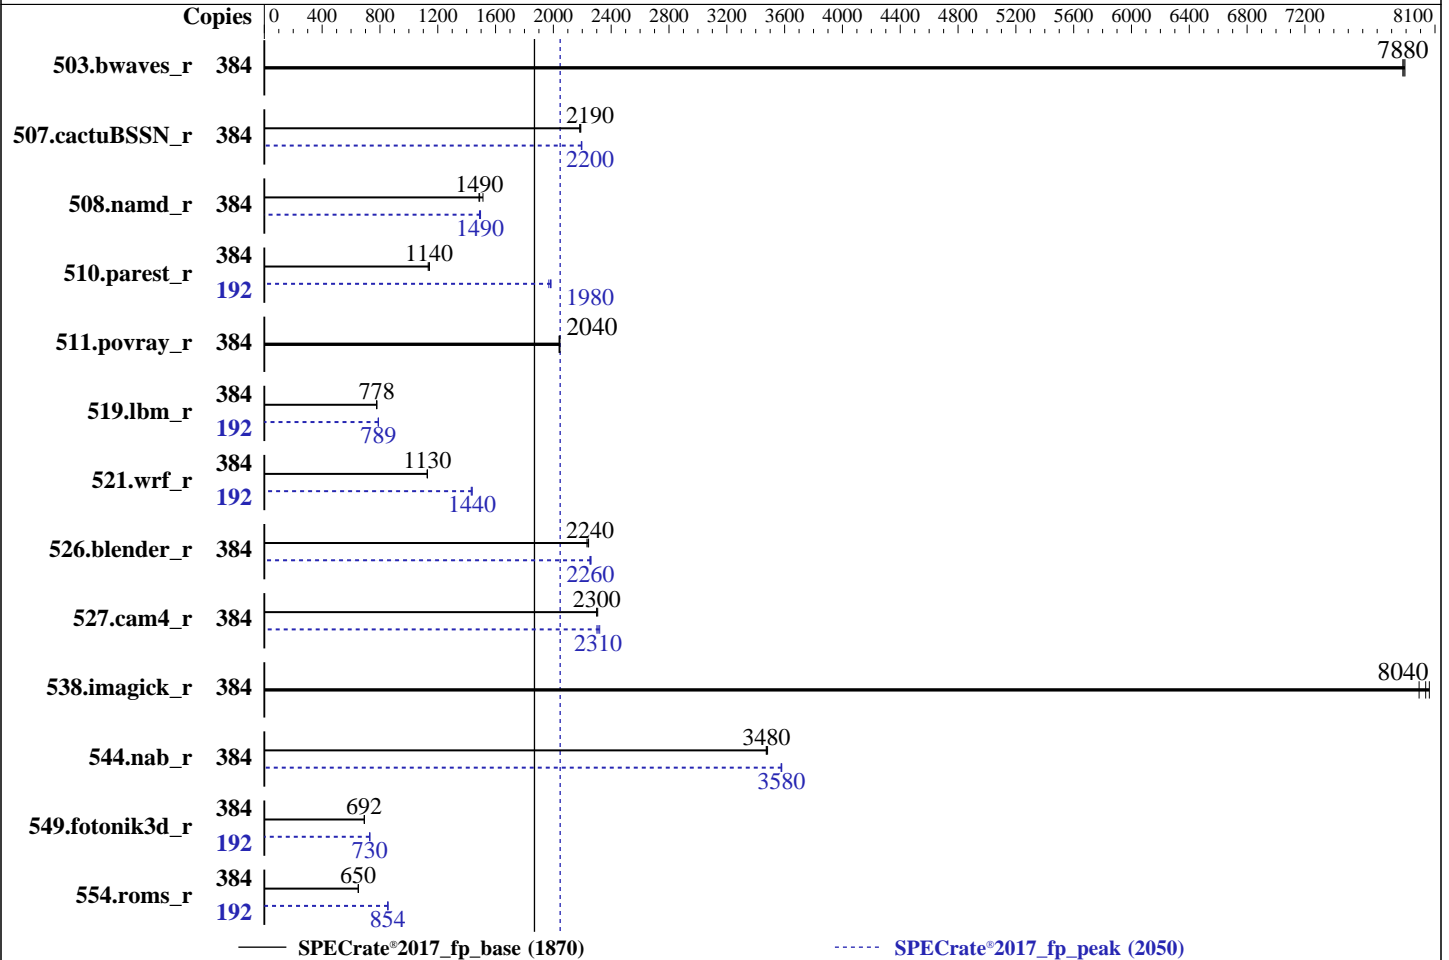 Copies 0 400 800 1200 1600 2000 2400 2800 3200 3600 4000 4400 4800 5200 5600 6000 6400 6800 7200 8100
503.bwaves_r 384 7880
507.cactuBSSN_r 384 2190
2200
508.namd_r 384 1490
1490
510.parest_r 384 1140
192 1980
511.povray_r 384 2040
519.lbm_r 384 778
192 789
521.wrf_r 384 1130
192 1440
526.blender_r 384 2240
2260
527.cam4_r 384 2300
2310
538.imagick_r 384 8040
544.nab_r 384 3480
3580
549.fotonik3d_r 384 692
192 730
554.roms_r 384 650
192 854
SPECrate®2017_fp_base (1870) SPECrate®2017_fp_peak (2050)